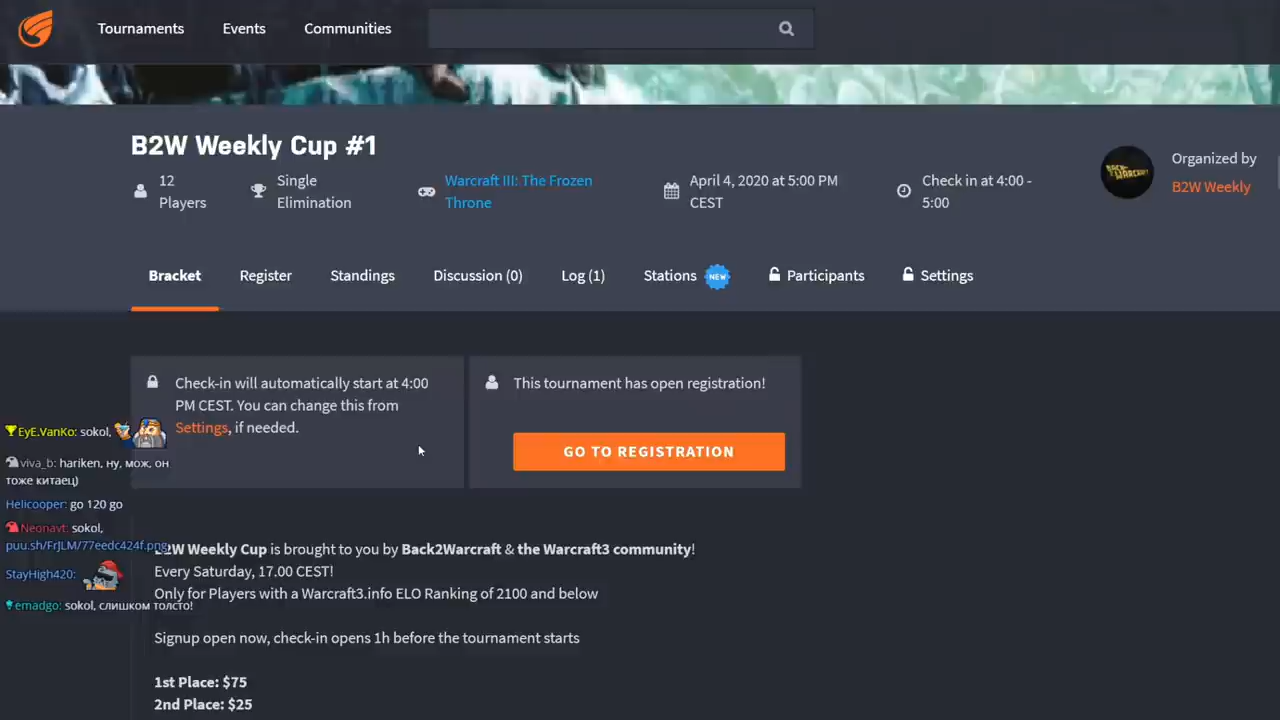 Tournaments Events Communities
B2W Weekly Cup #1
12 Players
Single Elimination
Warcraft III: The Frozen Throne
April 4, 2020 at 5:00 PM CEST
Check in at 4:00 - 5:00
Organized by
B2W Weekly
BACK2WARCRAFT
Bracket Register Standings Discussion (0) Log (1) Stations NEW Participants Settings
Check-in will automatically start at 4:00
PM CEST. You can change this from
Settings, if needed.
This tournament has open registration!
GO TO REGISTRATION
EyE.VanKo: sokol,
viva_b: hariken, ну, мож, он
тоже китаец)
Helicooper: go 120 go
Neonavt: sokol,
puu.sh/FrJLM/77eedc424f.png
StayHigh420:
emadgo: sokol, слишком толсто!
B2W Weekly Cup is brought to you by Back2Warcraft & the Warcraft3 community!
Every Saturday, 17.00 CEST!
Only for Players with a Warcraft3.info ELO Ranking of 2100 and below
Signup open now, check-in opens 1h before the tournament starts
1st Place: $75
2nd Place: $25